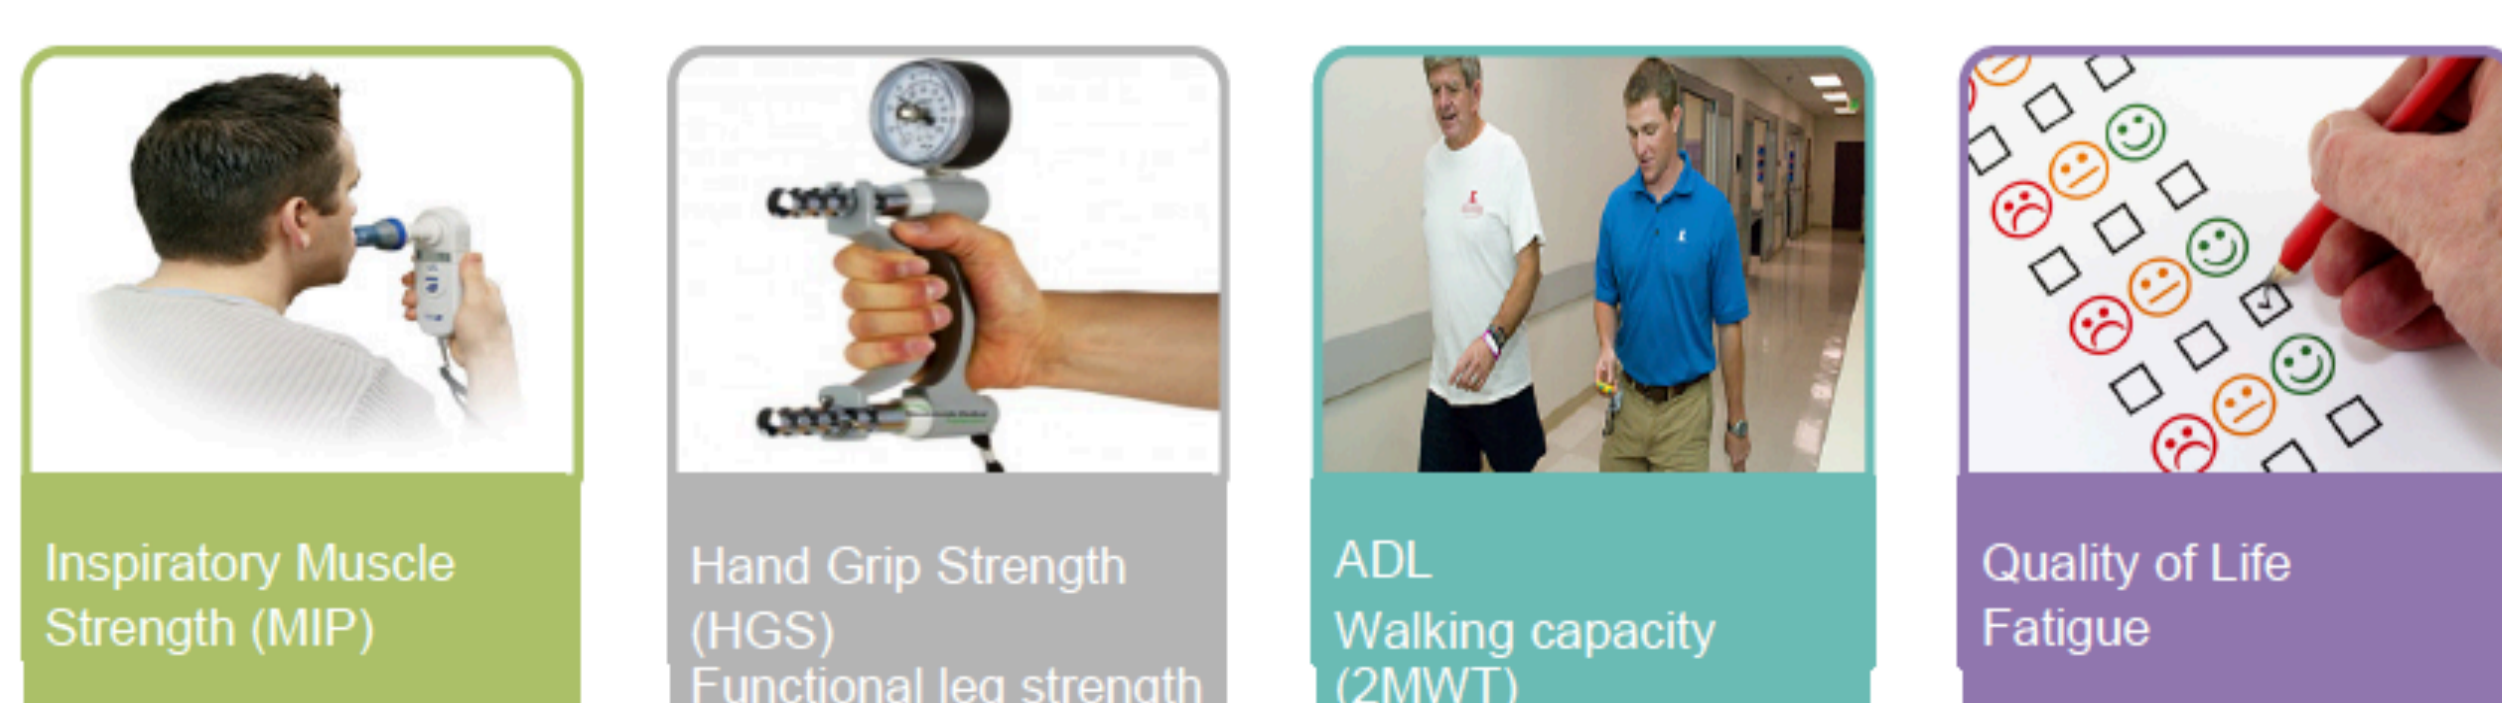 Inspiratory Muscle
Strength (MIP)
Hand Grip Strength
(HGS)
Functional leg strength
ADL
Walking capacity
(2MWT)
Quality of Life
Fatigue